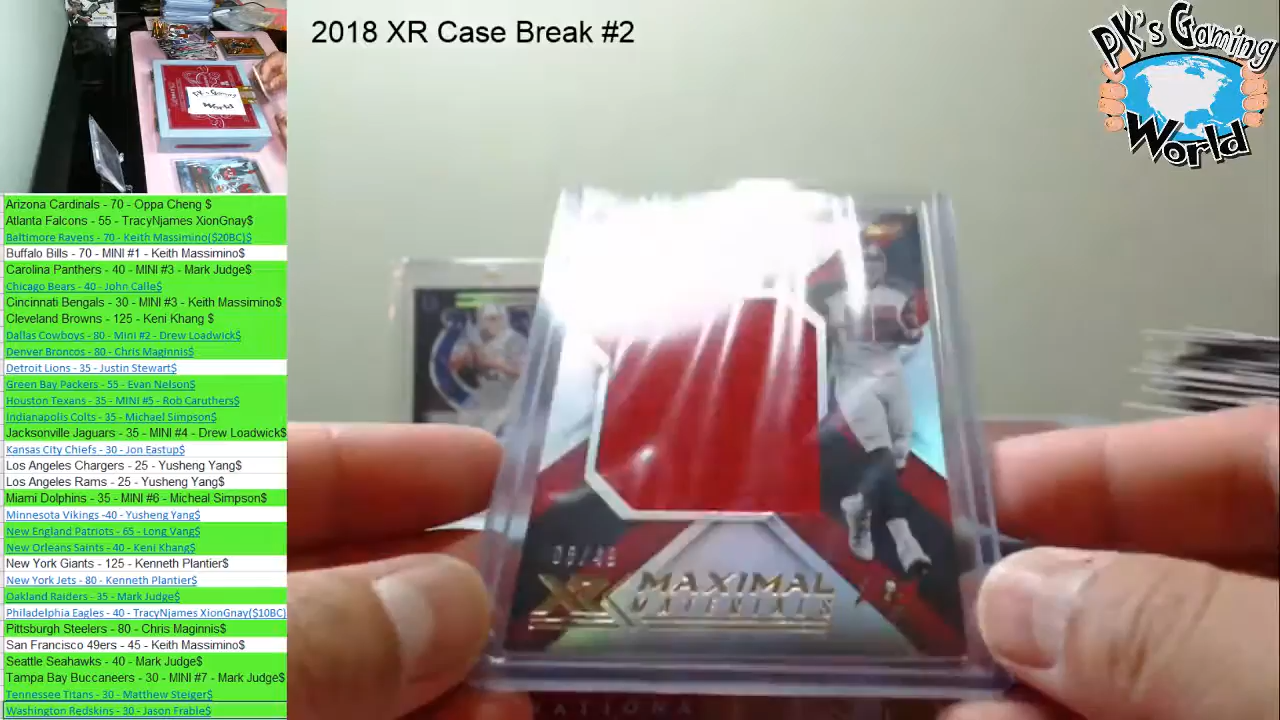 2018 XR Case Break #2
PK's Gaming
World
Arizona Cardinals - 70 - Oppa Cheng $
Atlanta Falcons - 55 - TracyNjames XionGnay$
Baltimore Ravens - 70 - Keith Massimino($20BC)$
Buffalo Bills - 70 - MINI #1 - Keith Massimino$
Carolina Panthers - 40 - MINI #3 - Mark Judge$
Chicago Bears - 40 - John Calle$
Cincinnati Bengals - 30 - MINI #3 - Keith Massimino$
Cleveland Browns - 125 - Keni Khang $
Dallas Cowboys - 80 - Mini #2 - Drew Loadwick$
Denver Broncos - 80 - Chris Maginnis$
Detroit Lions - 35 - Justin Stewart$
Green Bay Packers - 55 - Evan Nelson$
Houston Texans - 35 - MINI #5 - Rob Caruthers$
Indianapolis Colts - 35 - Michael Simpson$
Jacksonville Jaguars - 35 - MINI #4 - Drew Loadwick$
Kansas City Chiefs - 30 - Jon Eastup$
Los Angeles Chargers - 25 - Yusheng Yang$
Los Angeles Rams - 25 - Yusheng Yang$
Miami Dolphins - 35 - MINI #6 - Micheal Simpson$
Minnesota Vikings -40 - Yusheng Yang$
New England Patriots - 65 - Long Vang$
New Orleans Saints - 40 - Keni Khang$
New York Giants - 125 - Kenneth Plantier$
New York Jets - 80 - Kenneth Plantier$
Oakland Raiders - 35 - Mark Judge$
Philadelphia Eagles - 40 - TracyNjames XionGnay($10BC)
Pittsburgh Steelers - 80 - Chris Maginnis$
San Francisco 49ers - 45 - Keith Massimino$
Seattle Seahawks - 40 - Mark Judge$
Tampa Bay Buccaneers - 30 - MINI #7 - Mark Judge$
Tennessee Titans - 30 - Matthew Steiger$
Washington Redskins - 30 - Jason Frable$
XR MAXIMAL
MATERIALS